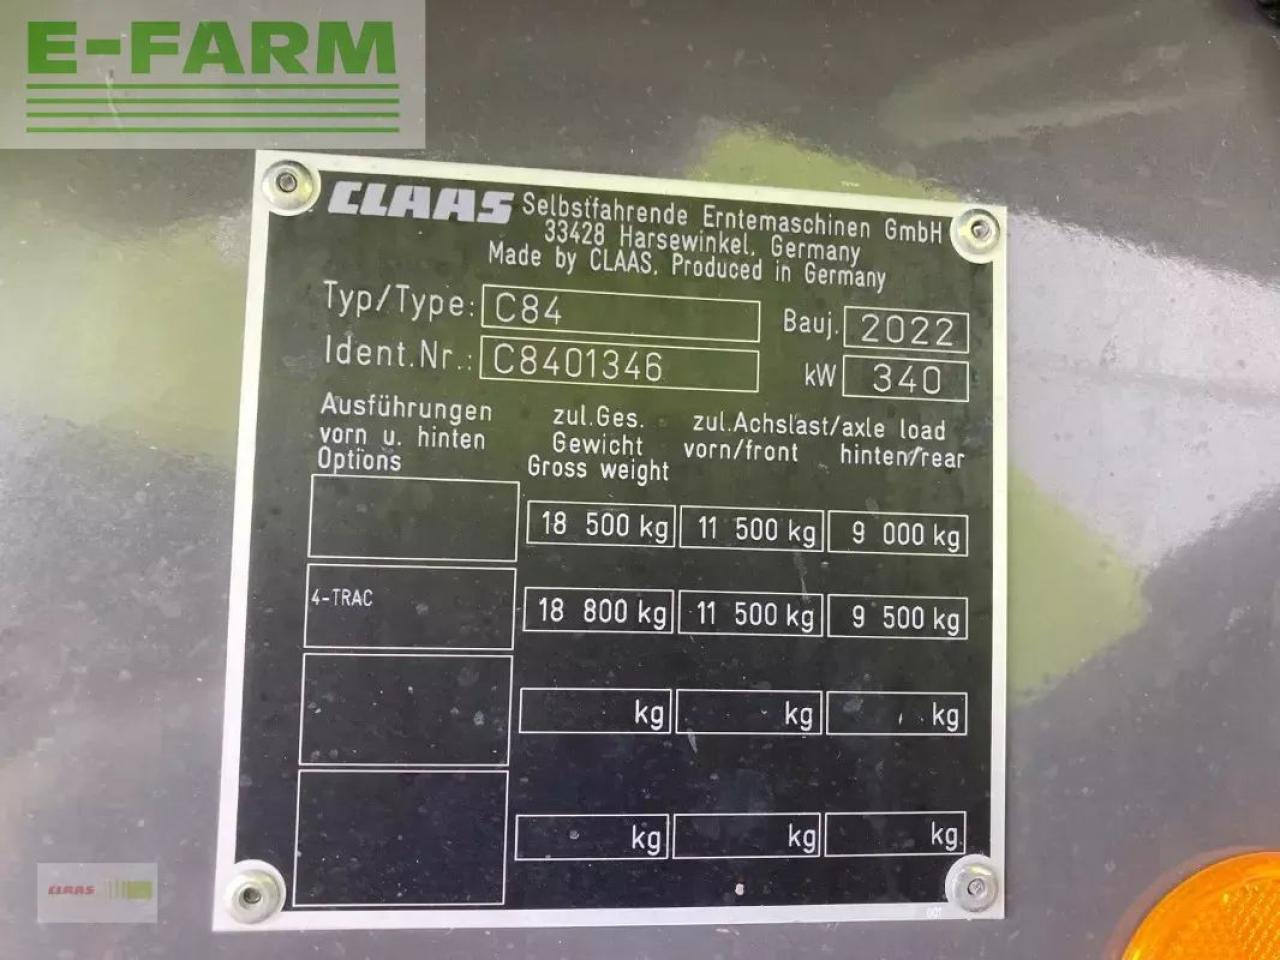 E-FARM
CLAAS Selbstfahrende Erntemaschinen GmbH
33428 Harsewinkel, Germany
Made by CLAAS, Produced in Germany
Typ/Type: C84 Bauj. 2022
Ident.Nr.: C8401346 kW 340
Ausführungen vorn u. hinten Options
zul.Ges. Gewicht Gross weight
zul.Achslast/axle load
vorn/front hinten/rear
18 500 kg 11 500 kg 9 000 kg
4-TRAC 18 800 kg 11 500 kg 9 500 kg
kg kg kg
kg kg kg
001
CLAAS